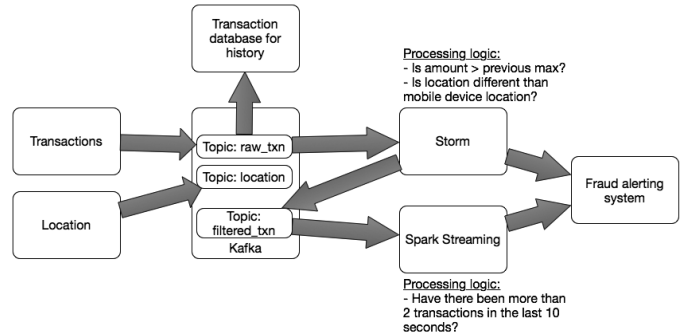 Transaction
database for
history
Processing logic:
- Is amount > previous max?
- Is location different than
mobile device location?
Transactions
Topic: raw_txn
Storm
Topic: location
Fraud alerting
system
Location
Topic:
filtered_txn
Kafka
Spark Streaming
Processing logic:
- Have there been more than
2 transactions in the last 10
seconds?